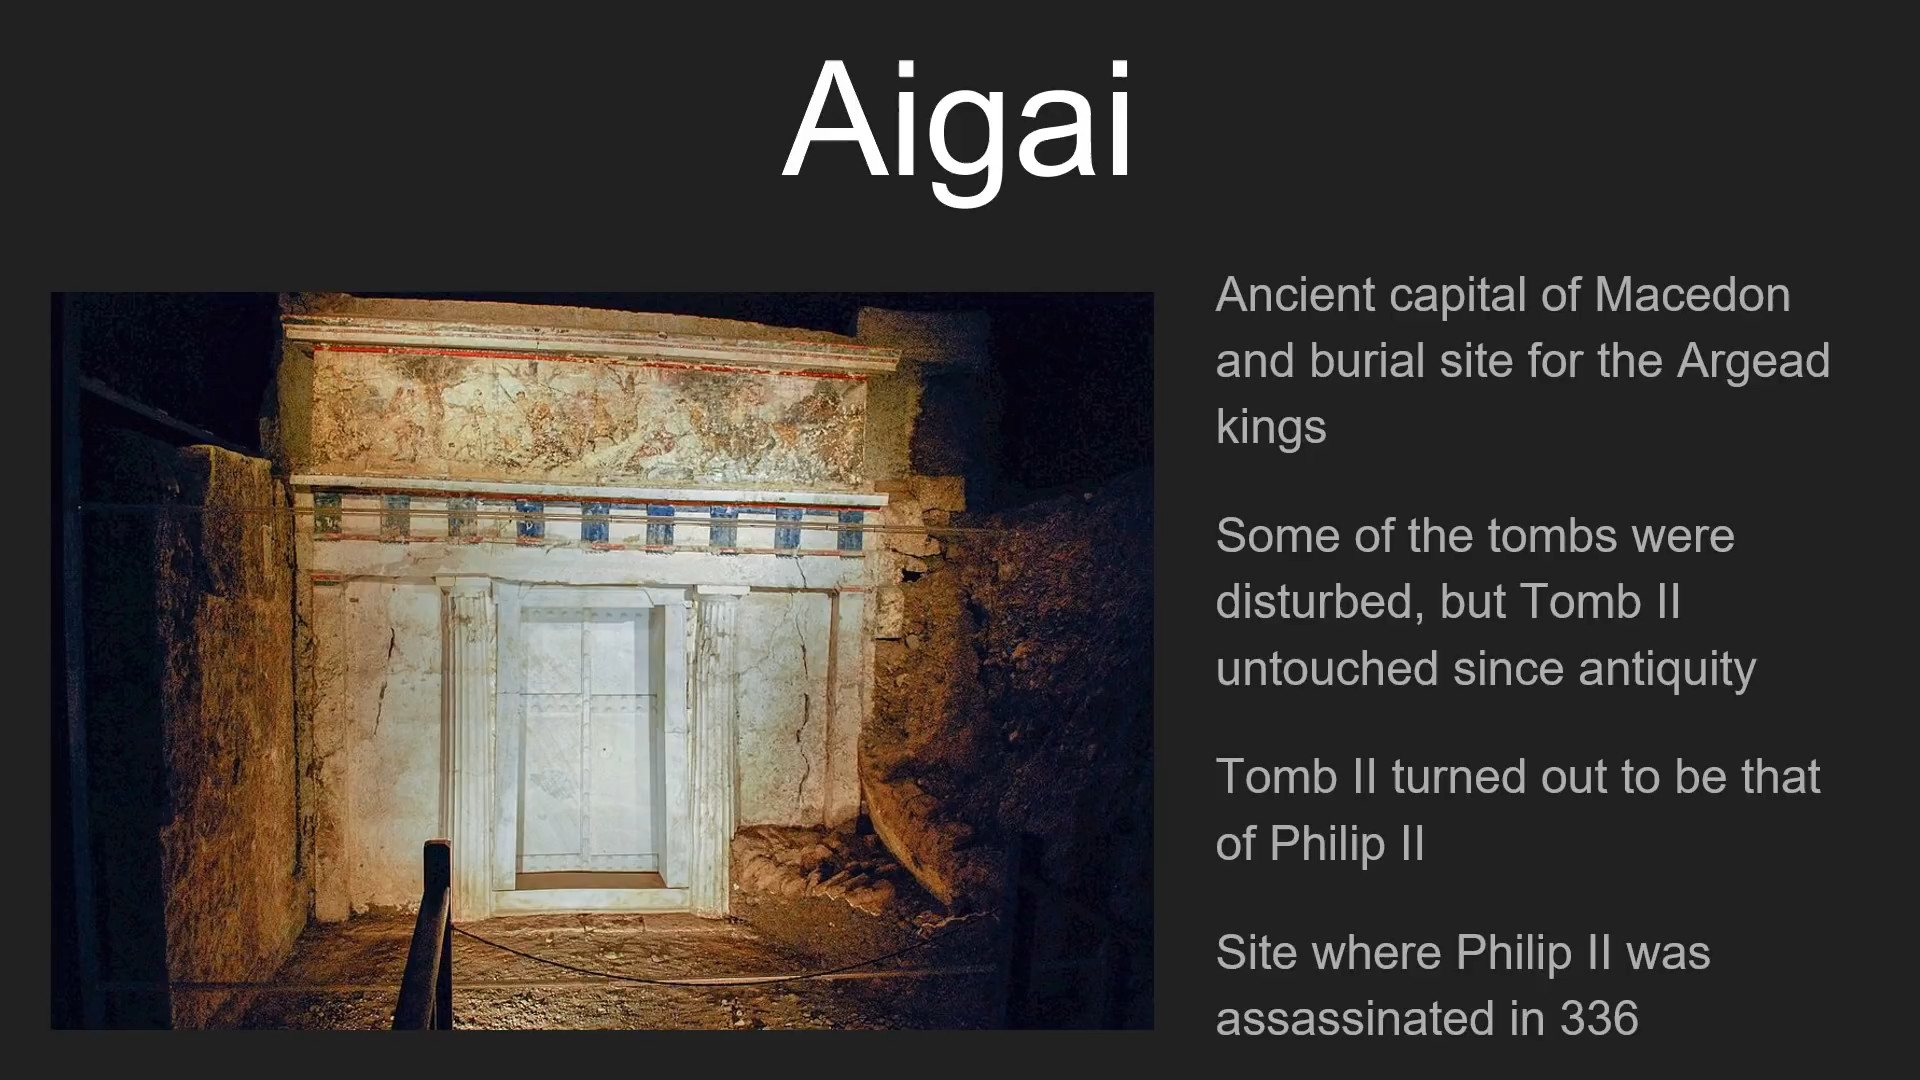 Aigai
Ancient capital of Macedon
and burial site for the Argead
kings
Some of the tombs were
disturbed, but Tomb II
untouched since antiquity
Tomb II turned out to be that
of Philip II
Site where Philip II was
assassinated in 336